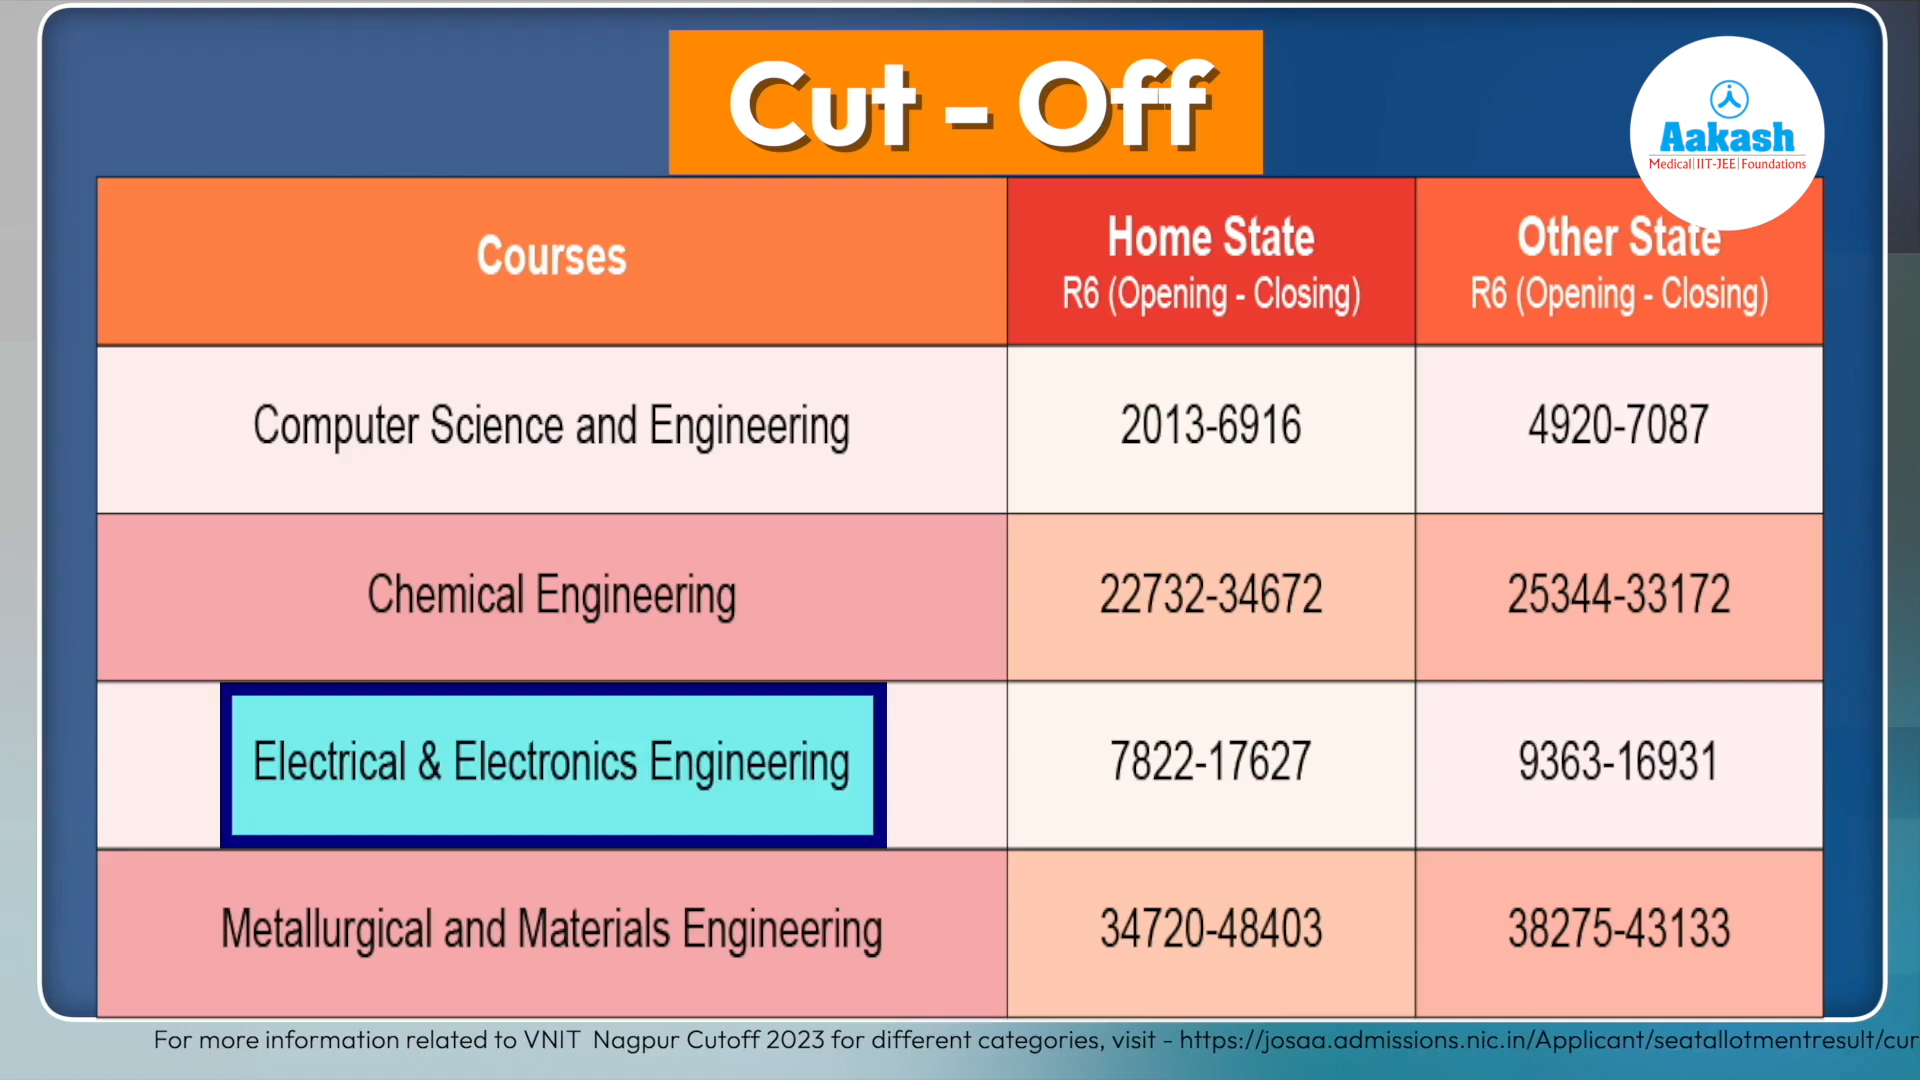 Cut - Off
Aakash
Medical|IIT-JEE|Foundations
Courses
Home State
R6 (Opening - Closing)
Other State
R6 (Opening - Closing)
Computer Science and Engineering
2013-6916
4920-7087
Chemical Engineering
22732-34672
25344-33172
Electrical & Electronics Engineering
7822-17627
9363-16931
Metallurgical and Materials Engineering
34720-48403
38275-43133
For more information related to VNIT Nagpur Cutoff 2023 for different categories, visit - https://josaa.admissions.nic.in/Applicant/seatallotmentresult/cur